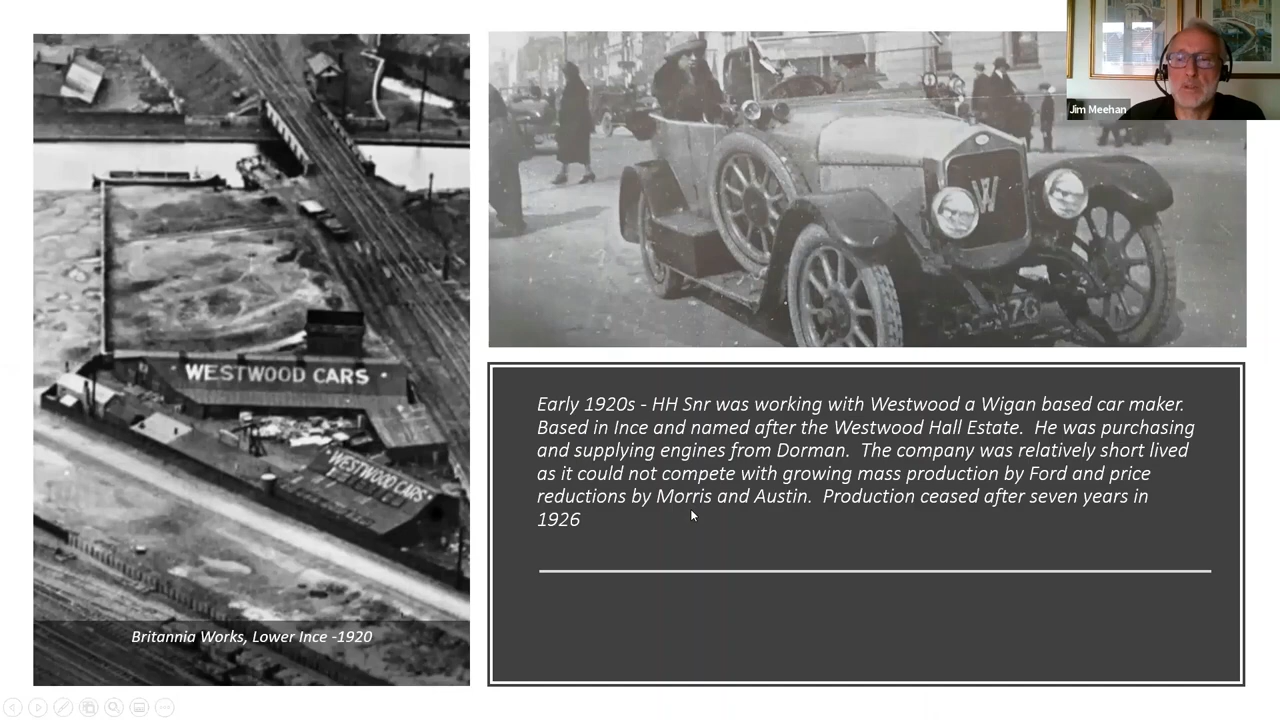 WESTWOOD CARS
WESTWOOD CARS
Britannia Works, Lower Ince -1920
W
576
Jim Meehan
Early 1920s - HH Snr was working with Westwood a Wigan based car maker.
Based in Ince and named after the Westwood Hall Estate.  He was purchasing
and supplying engines from Dorman.  The company was relatively short lived
as it could not compete with growing mass production by Ford and price
reductions by Morris and Austin.  Production ceased after seven years in
1926